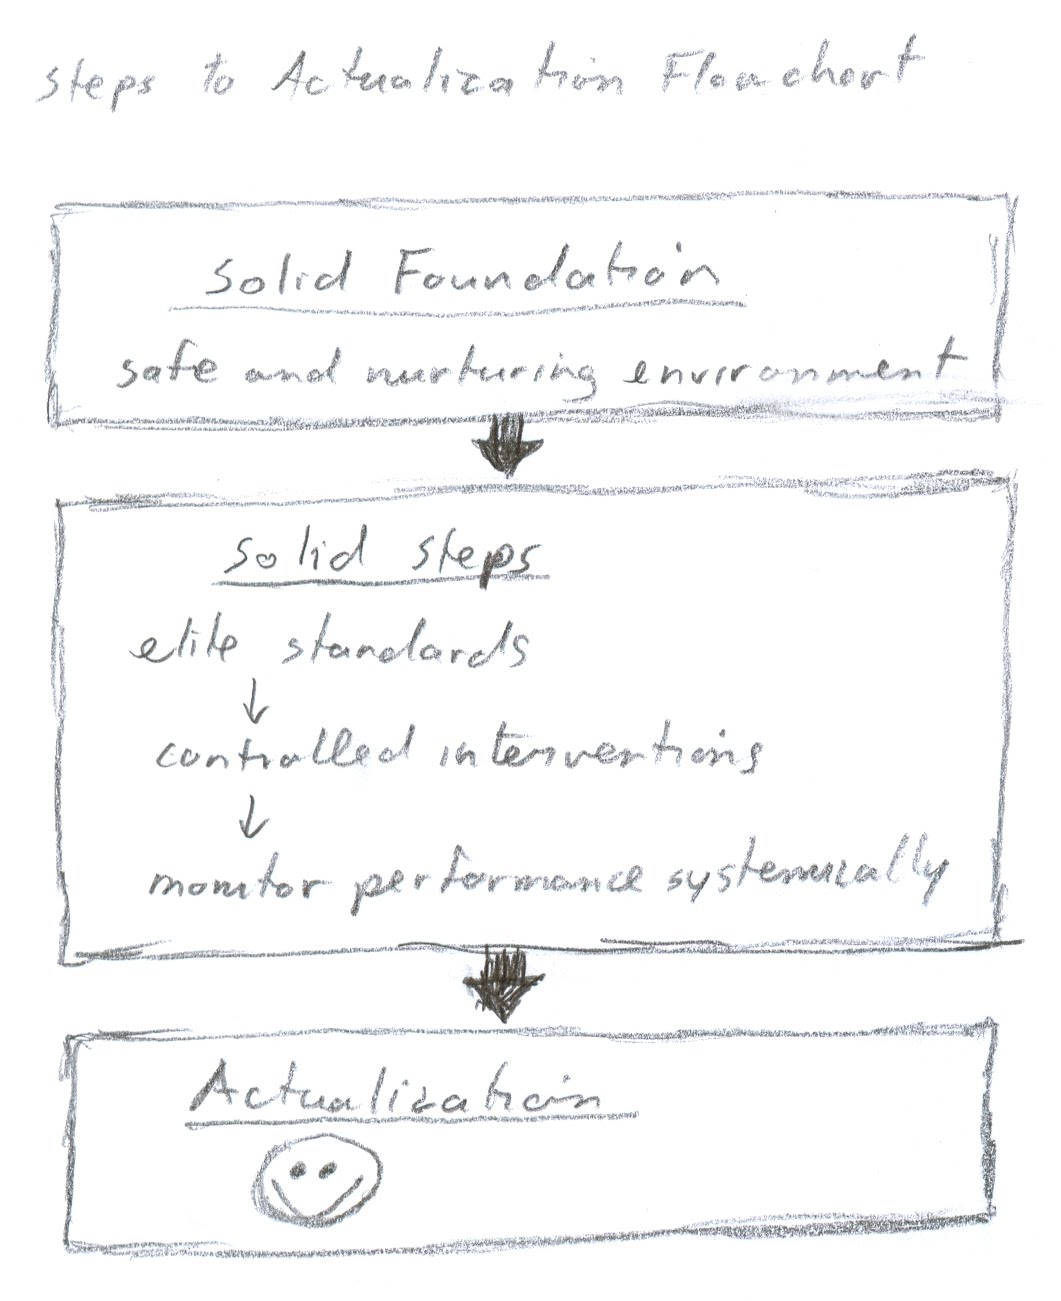 Steps to Actualization Flowchart
Solid Foundation
safe and nurturing environment
Solid steps
elite standards
controlled interventions
monitor performance systemically
Actualization